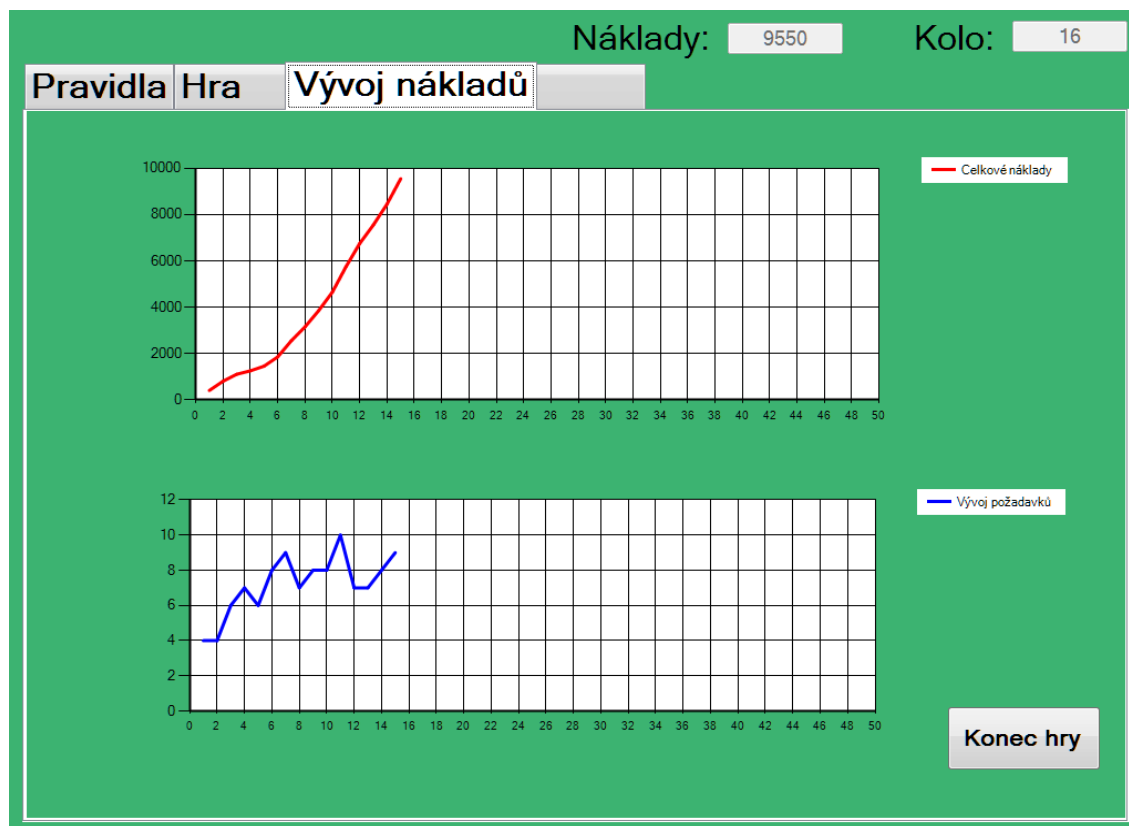 Náklady: 9550 Kolo: 16
Pravidla Hra Vývoj nákladů
10000
8000
6000
4000
2000
0
0 2 4 6 8 10 12 14 16 18 20 22 24 26 28 30 32 34 36 38 40 42 44 46 48 50
Celkové náklady
12
10
8
6
4
2
0
0 2 4 6 8 10 12 14 16 18 20 22 24 26 28 30 32 34 36 38 40 42 44 46 48 50
Vývoj požadavků
Konec hry